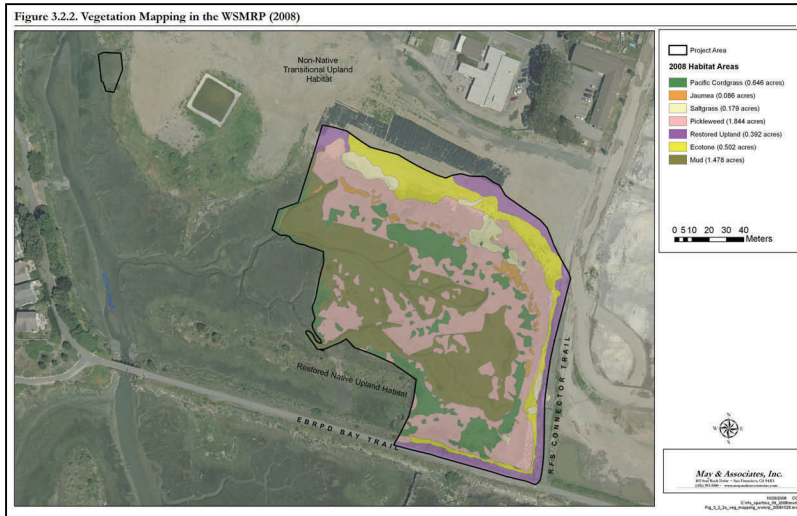 Figure 3.2.2. Vegetation Mapping in the WSMRP (2008)
Non-Native
Transitional Upland
Habitat
Restored Native Upland Habitat
EBRPD BAY TRAIL
RFS CONNECTOR TRAIL
Project Area
2008 Habitat Areas
Pacific Cordgrass (0.646 acres)
Jaumea (0.086 acres)
Saltgrass (0.179 acres)
Pickleweed (1.844 acres)
Restored Upland (0.392 acres)
Ecotone (0.502 acres)
Mud (1.478 acres)
0 5 10 20 30 40
Meters
N
May & Associates, Inc.